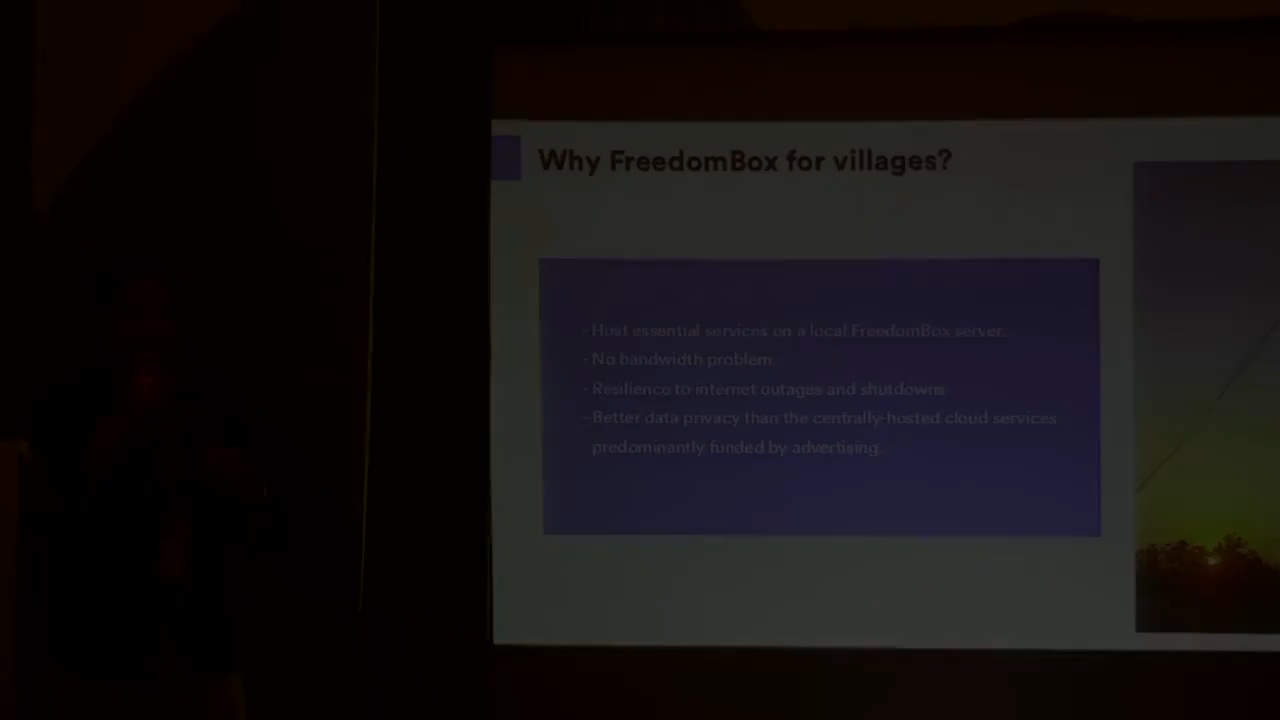 Why FreedomBox for villages?
- Host essential services on a local FreedomBox server.
- No bandwidth problem
- Resilience to internet outages and shutdowns
- Better data privacy than the centrally-hosted cloud services
predominantly funded by advertising.